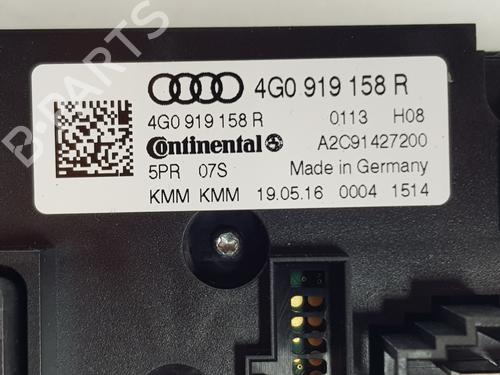 B-PARTS
4G0 919 158 R
4G0 919 158 R 0113 H08
Continental A2C91427200
5PR 07S Made in Germany
KMM KMM 19.05.16 0004 1514